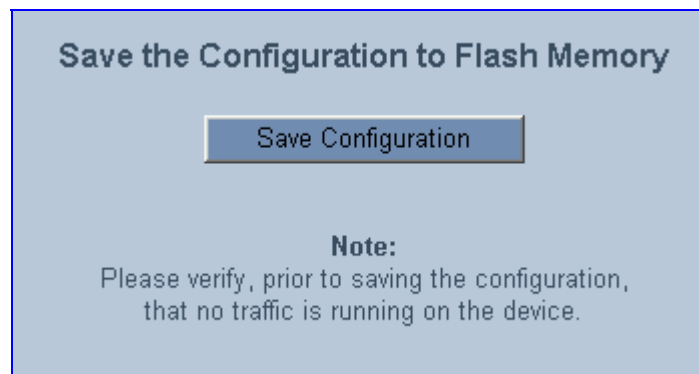 Save the Configuration to Flash Memory
Save Configuration
Note:
Please verify, prior to saving the configuration,
that no traffic is running on the device.